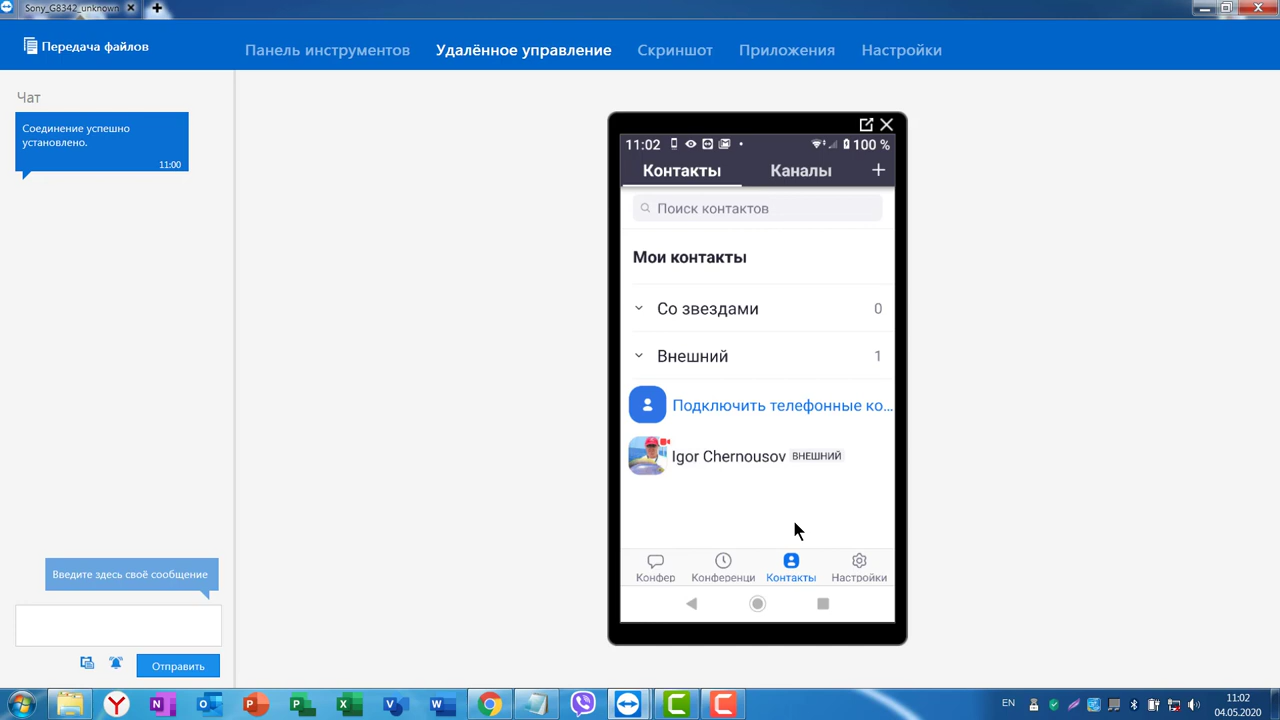 Sony_G8342_unknown
Передача файлов
Панель инструментов
Удалённое управление
Скриншот
Приложения
Настройки
Чат
Соединение успешно
установлено.
11:00
11:02
100 %
Контакты
Каналы
Поиск контактов
Мои контакты
Со звездами
0
Внешний
1
Подключить телефонные ко...
Igor Chernousov ВНЕШНИЙ
Конфер
Конференци
Контакты
Настройки
Введите здесь своё сообщение
Отправить
EN
11:02
04.05.2020